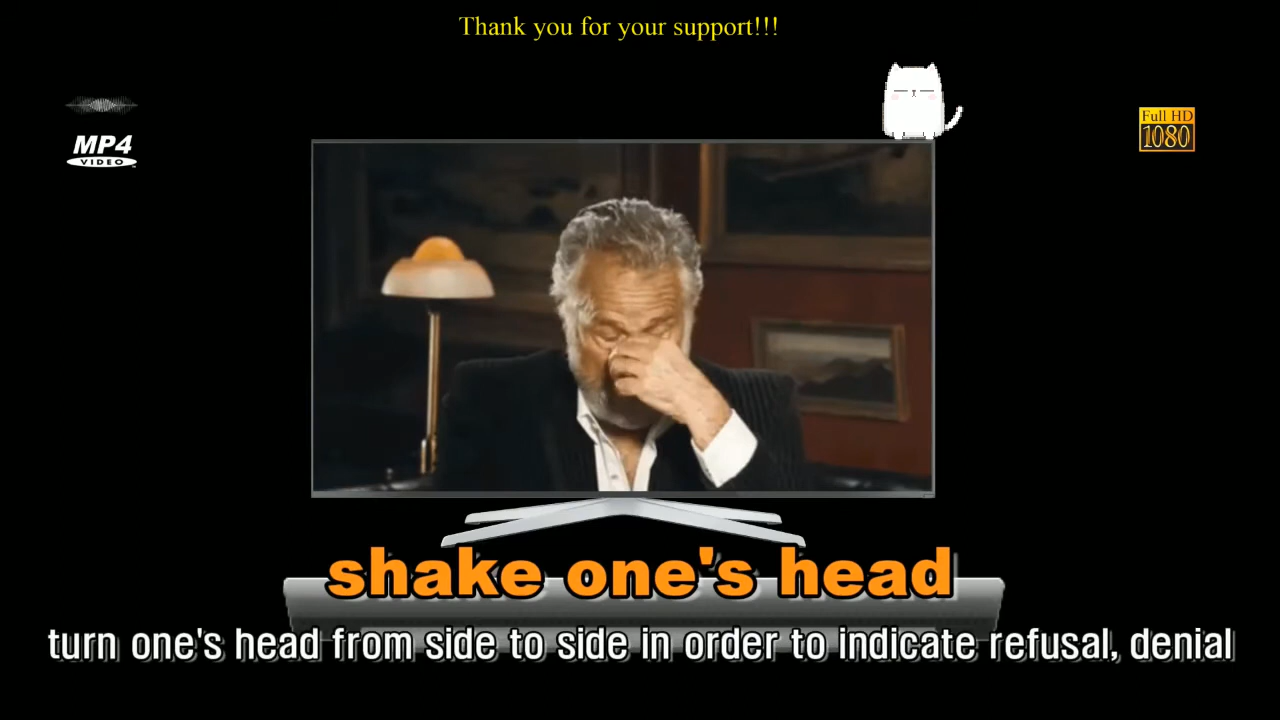 Thank you for your support!!!
MP4
VIDEO
Full HD
1080
shake one's head
turn one's head from side to side in order to indicate refusal, denial